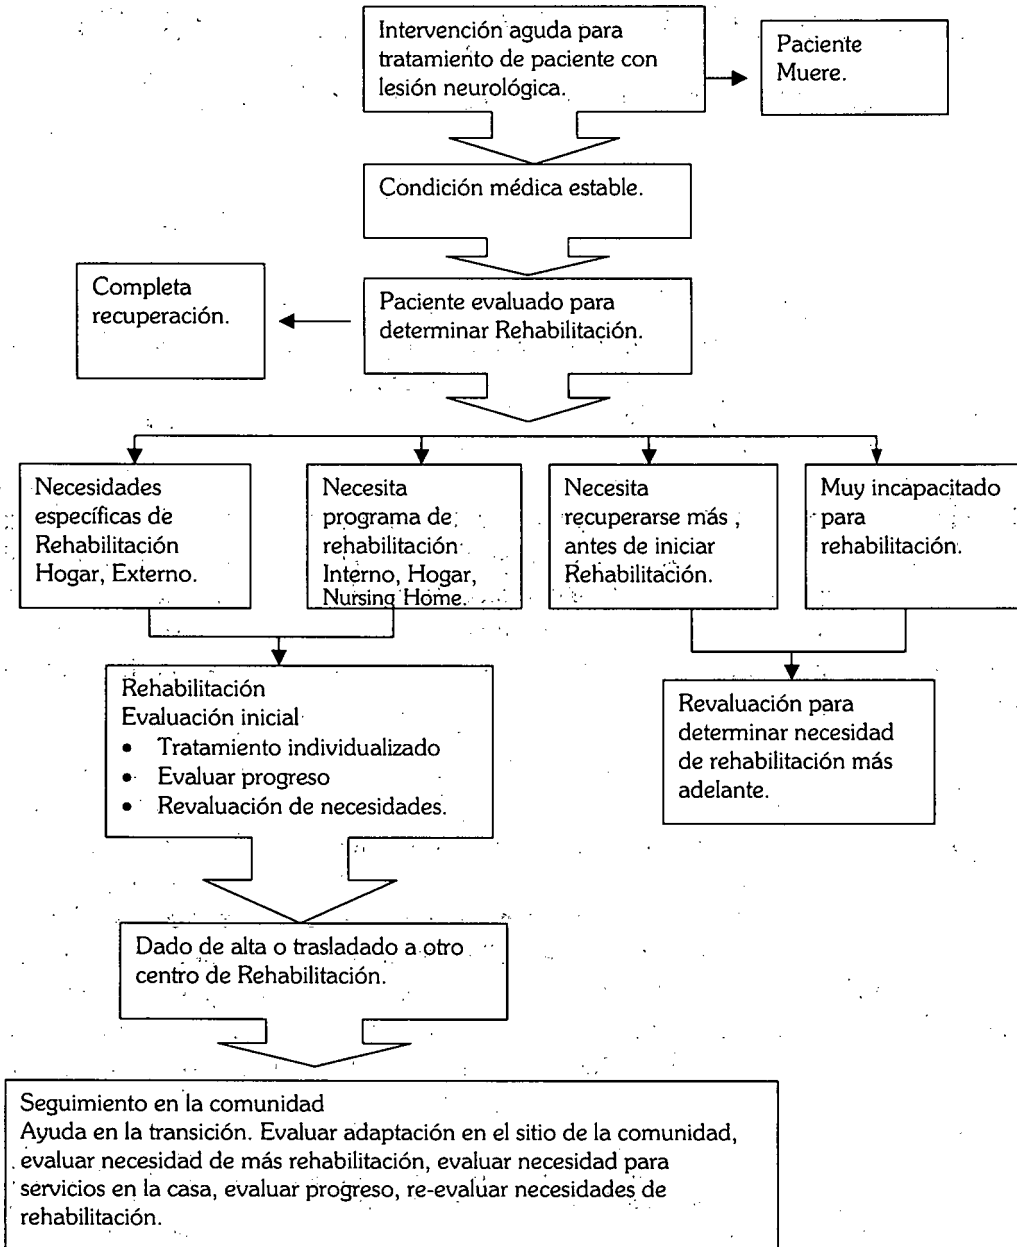 Intervención aguda para
tratamiento de paciente con
lesión neurológica.
Paciente
Muere.
Condición médica estable.
Completa
recuperación.
Paciente evaluado para
determinar Rehabilitación.
Necesidades
específicas de
Rehabilitación
Hogar, Externo.
Necesita
programa de
rehabilitación
Interno, Hogar,
Nursing Home.
Necesita
recuperarse más ,
antes de iniciar
Rehabilitación.
Muy incapacitado
para
rehabilitación.
Rehabilitación
Evaluación inicial
• Tratamiento individualizado
• Evaluar progreso
• Revaluación de necesidades.
Revaluación para
determinar necesidad
de rehabilitación más
adelante.
Dado de alta o trasladado a otro
centro de Rehabilitación.
Seguimiento en la comunidad
Ayuda en la transición. Evaluar adaptación en el sitio de la comunidad,
evaluar necesidad de más rehabilitación, evaluar necesidad para
servicios en la casa, evaluar progreso, re-evaluar necesidades de
rehabilitación.